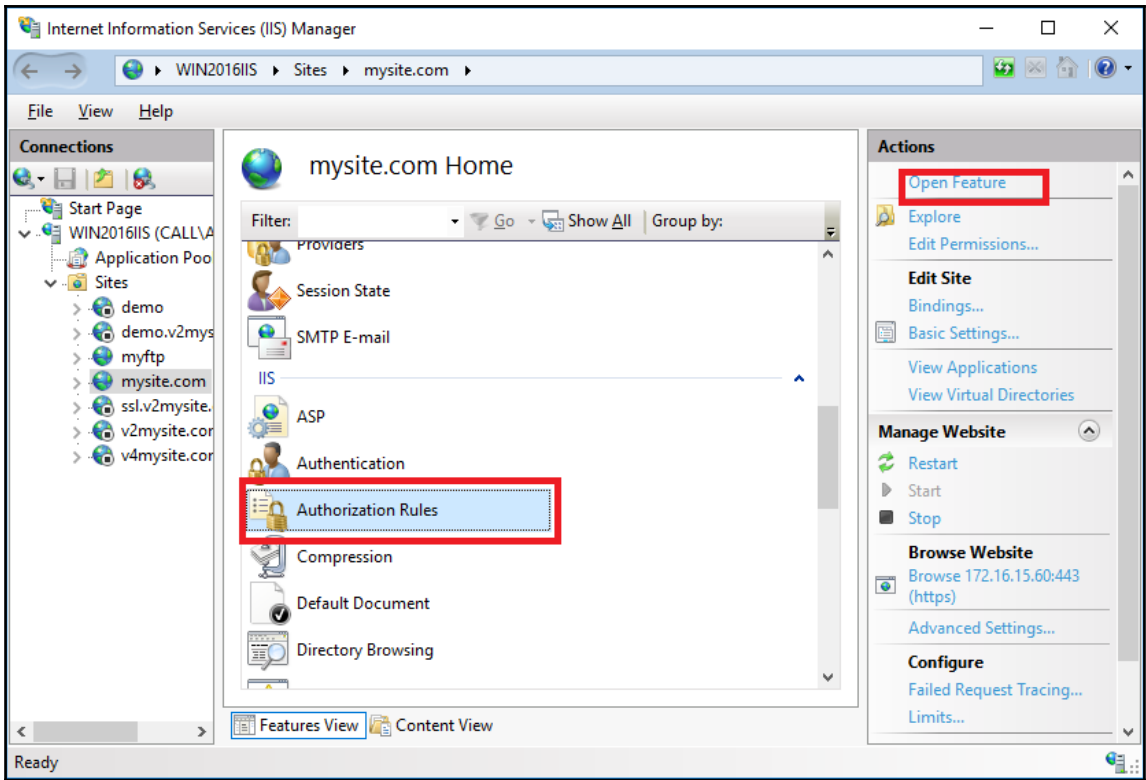 Internet Information Services (IIS) Manager
WIN2016IIS Sites mysite.com
File View Help
Connections
Start Page
WIN2016IIS (CALL\A
Application Poo
Sites
demo
demo.v2mys
myftp
mysite.com
ssl.v2mysite.
v2mysite.cor
v4mysite.cor
mysite.com Home
Filter: Go Show All Group by:
Providers
Session State
SMTP E-mail
IIS
ASP
Authentication
Authorization Rules
Compression
Default Document
Directory Browsing
Features View Content View
Actions
Open Feature
Explore
Edit Permissions...
Edit Site
Bindings...
Basic Settings...
View Applications
View Virtual Directories
Manage Website
Restart
Start
Stop
Browse Website
Browse 172.16.15.60:443
(https)
Advanced Settings...
Configure
Failed Request Tracing...
Limits...
Ready